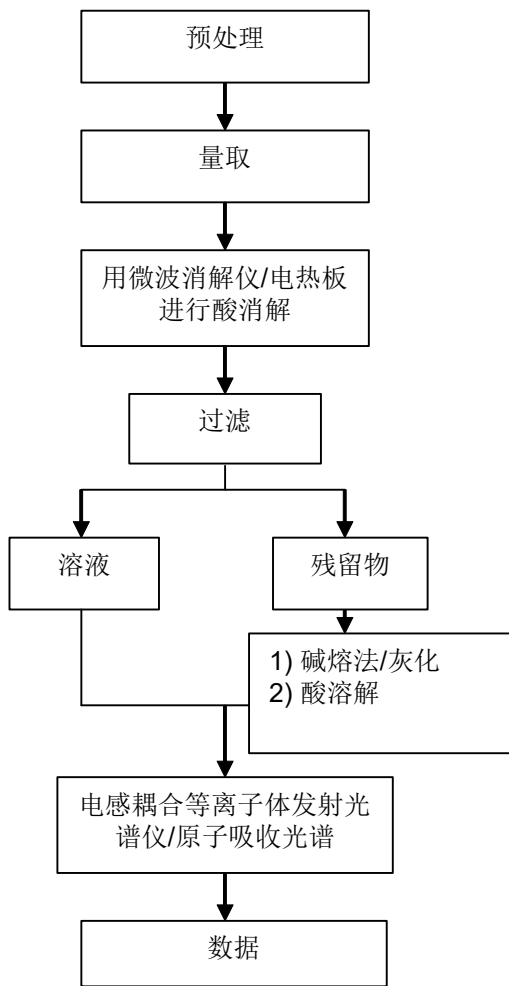 预处理
量取
用微波消解仪/电热板
进行酸消解
过滤
溶液
残留物
1) 碱熔法/灰化
2) 酸溶解
电感耦合等离子体发射光
谱仪/原子吸收光谱
数据